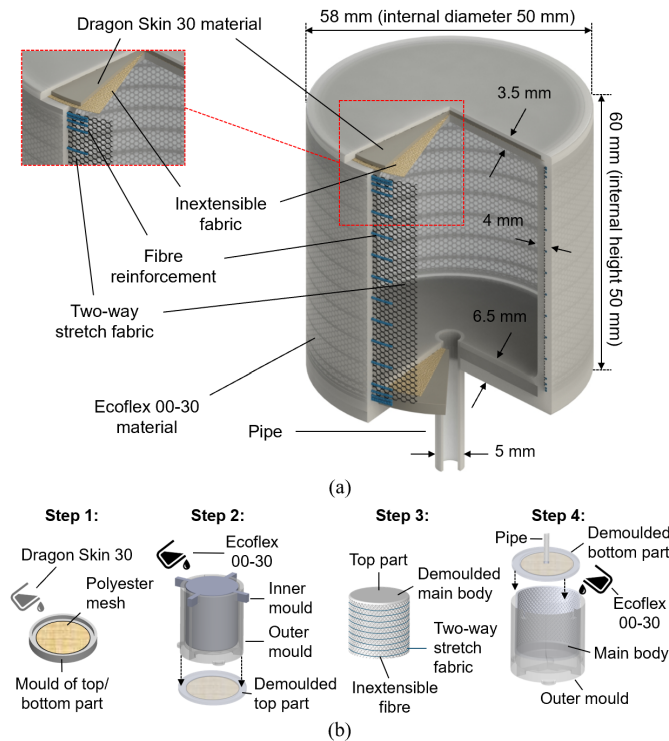 Dragon Skin 30 material
58 mm (internal diameter 50 mm)
3.5 mm
60 mm (internal height 50 mm)
Inextensible
fabric
4 mm
Fibre
reinforcement
Two-way
stretch fabric
6.5 mm
Ecoflex 00-30
material
Pipe
5 mm
(a)
Step 1:
Dragon Skin 30
Polyester
mesh
Mould of top/
bottom part
Step 2:
Ecoflex
00-30
Inner
mould
Outer
mould
Demoulded
top part
Step 3:
Top part
Demoulded
main body
Two-way
stretch
fabric
Inextensible
fibre
Step 4:
Pipe
Demoulded
bottom part
Ecoflex
00-30
Main body
Outer mould
(b)